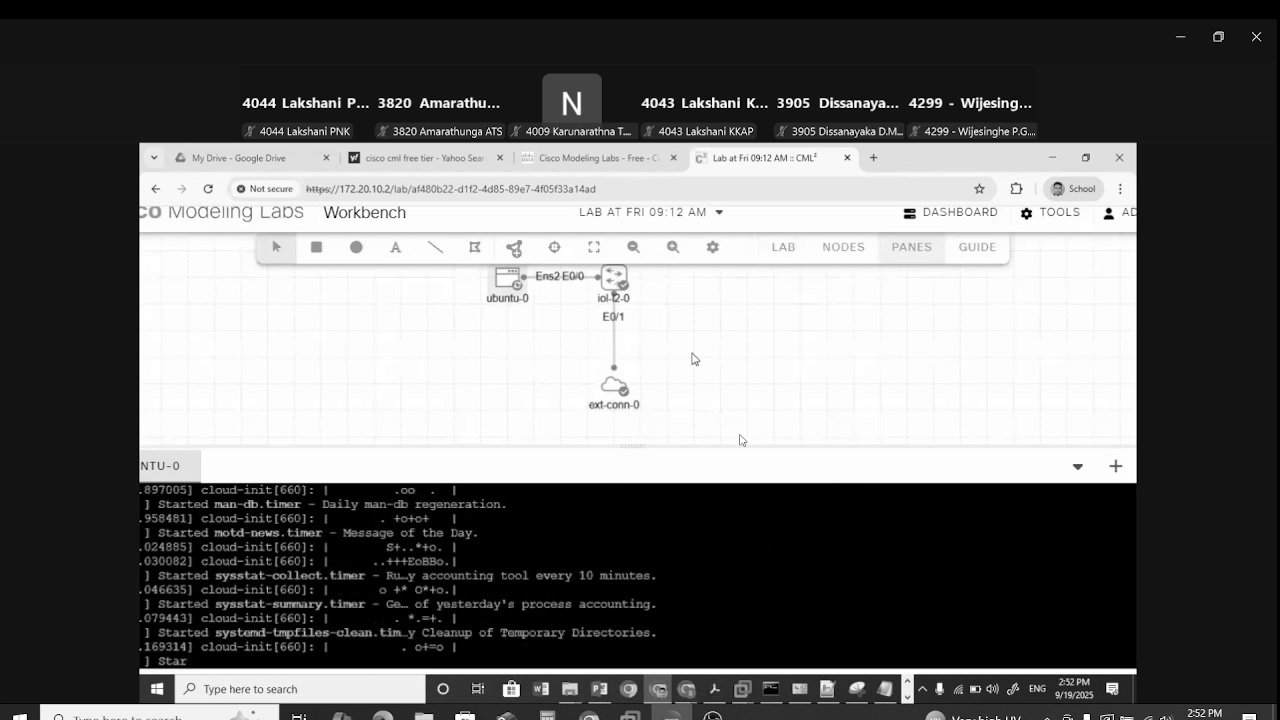 4044 Lakshani P... 3820 Amarathu... N 4043 Lakshani K... 3905 Dissanaya... 4299 - Wijesing...
4044 Lakshani PNK 3820 Amarathunga ATS 4009 Karunarathna T... 4043 Lakshani KKAP 3905 Dissanayaka D.M... 4299 - Wijesinghe P.G....
My Drive - Google Drive cisco cml free tier - Yahoo Sear Cisco Modeling Labs - Free - Ci Lab at Fri 09:12 AM :: CML²
Not secure https://172.20.10.2/lab/af480b22-d1f2-4d85-89e7-4f05f33a14ad School
co Modeling Labs Workbench LAB AT FRI 09:12 AM DASHBOARD TOOLS AD
A LAB NODES PANES GUIDE
Ens2 E0/0
ubuntu-0 iol-l2-0
E0/1
ext-conn-0
NTU-0
.897005] cloud-init[660]: | .oo . |
] Started man-db.timer - Daily man-db regeneration.
.958481] cloud-init[660]: | . +o+o+ |
] Started motd-news.timer - Message of the Day.
.024885] cloud-init[660]: | S+..*+o. |
.030082] cloud-init[660]: | ..+++EoBBo.|
] Started sysstat-collect.timer - Ru…y accounting tool every 10 minutes.
.046635] cloud-init[660]: | o +* O*+o.|
] Started sysstat-summary.timer - Ge… of yesterday's process accounting.
.079443] cloud-init[660]: | . *.=+. |
] Started systemd-tmpfiles-clean.tim…y Cleanup of Temporary Directories.
.169314] cloud-init[660]: | . o+=o |
] Star
Type here to search ENG 2:52 PM
9/19/2025
Type here to search 2:52 PM